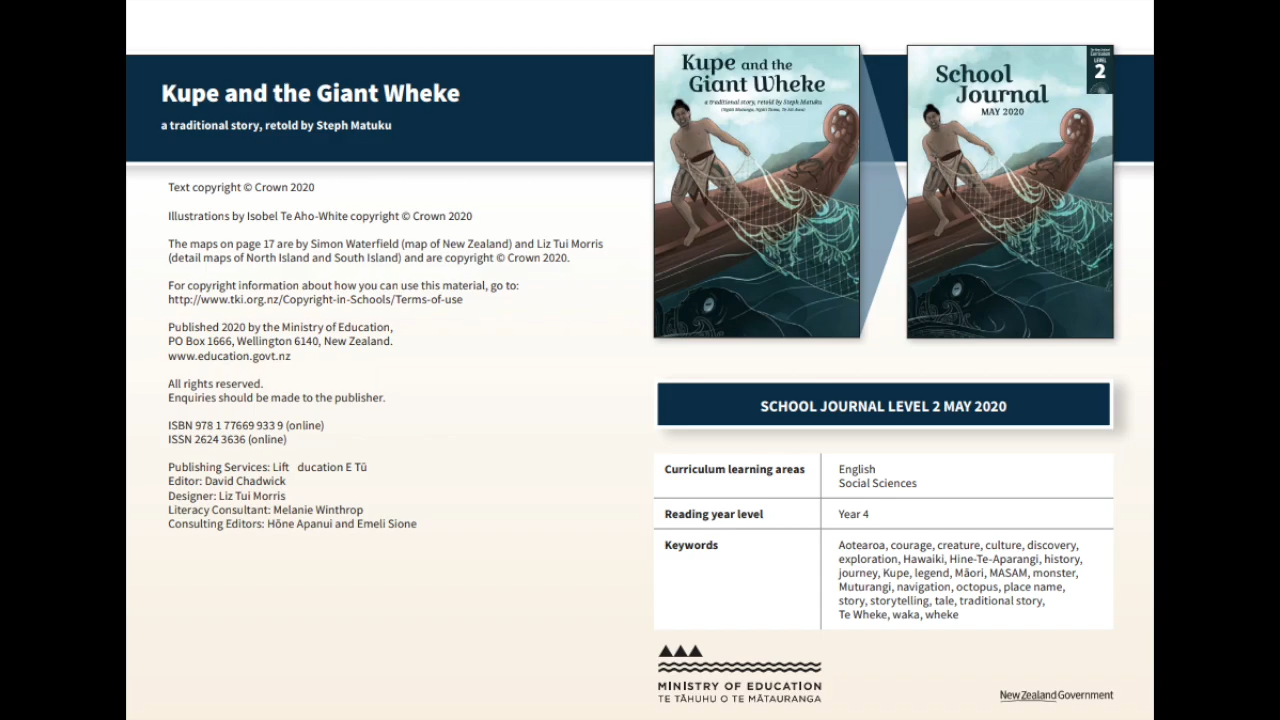 Kupe and the Giant Wheke
a traditional story, retold by Steph Matuku
Text copyright © Crown 2020
Illustrations by Isobel Te Aho-White copyright © Crown 2020
The maps on page 17 are by Simon Waterfield (map of New Zealand) and Liz Tui Morris
(detail maps of North Island and South Island) and are copyright © Crown 2020.
For copyright information about how you can use this material, go to:
http://www.tki.org.nz/Copyright-in-Schools/Terms-of-use
Published 2020 by the Ministry of Education,
PO Box 1666, Wellington 6140, New Zealand.
www.education.govt.nz
All rights reserved.
Enquiries should be made to the publisher.
ISBN 978 1 77669 933 9 (online)
ISSN 2624 3636 (online)
Publishing Services: Lift ducation E Tū
Editor: David Chadwick
Designer: Liz Tui Morris
Literacy Consultant: Melanie Winthrop
Consulting Editors: Hōne Apanui and Emeli Sione
Kupe and the
Giant Wheke
a traditional story, retold by Steph Matuku
School
Journal
MAY 2020
LEVEL
2
SCHOOL JOURNAL LEVEL 2 MAY 2020
Curriculum learning areas
English
Social Sciences
Reading year level
Year 4
Keywords
Aotearoa, courage, creature, culture, discovery,
exploration, Hawaiki, Hine-Te-Aparangi, history,
journey, Kupe, legend, Māori, MASAM, monster,
Muturangi, navigation, octopus, place name,
story, storytelling, tale, traditional story,
Te Wheke, waka, wheke
MINISTRY OF EDUCATION
TE TĀHUHU O TE MĀTAURANGA
New Zealand Government